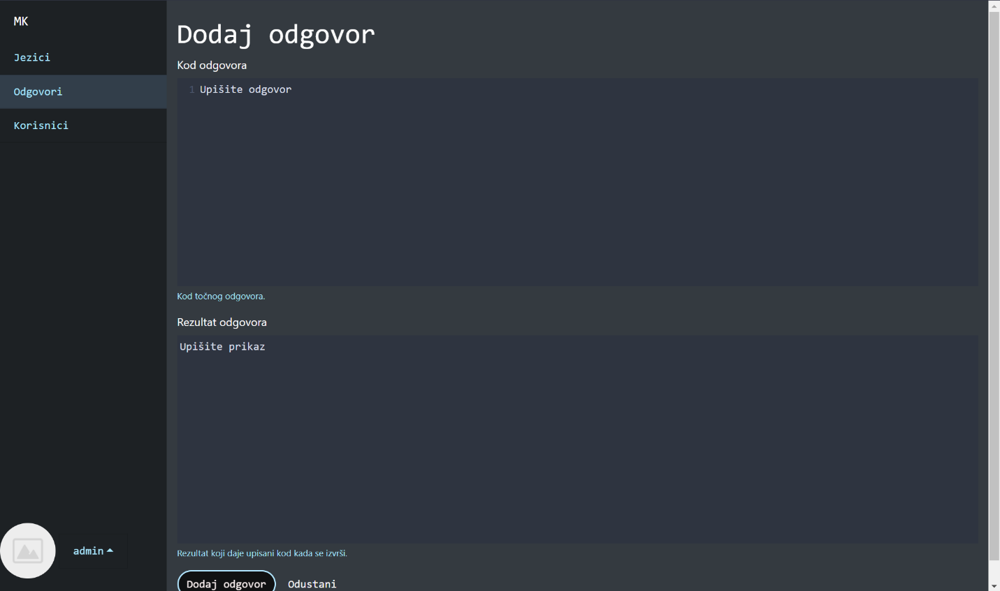 MK
Jezici
Odgovori
Korisnici
admin
Dodaj odgovor
Kod odgovora
1 Upišite odgovor
Kod točnog odgovora.
Rezultat odgovora
Upišite prikaz
Rezultat koji daje upisani kod kada se izvrši.
Dodaj odgovor Odustani